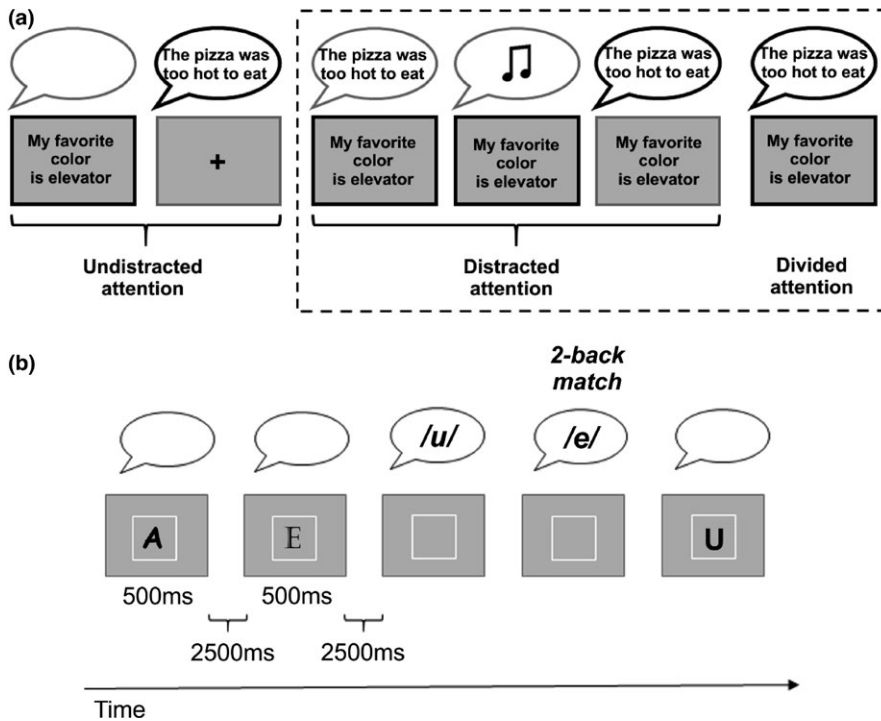 (a)
The pizza was
too hot to eat
The pizza was
too hot to eat
The pizza was
too hot to eat
The pizza was
too hot to eat
My favorite
color
is elevator
+
My favorite
color
is elevator
My favorite
color
is elevator
My favorite
color
is elevator
My favorite
color
is elevator
Undistracted
attention
Distracted
attention
Divided
attention
(b)
2-back
match
/u/
/e/
A
E
U
500ms
500ms
2500ms
2500ms
Time